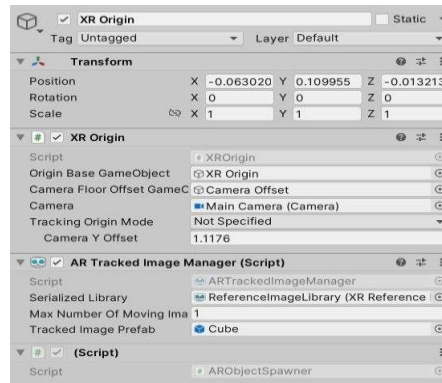 XR Origin Static
Tag Untagged Layer Default
Transform
Position X -0.063020 Y 0.109955 Z -0.013213
Rotation X 0 Y 0 Z 0
Scale X 1 Y 1 Z 1
XR Origin
Script XROrigin
Origin Base GameObject XR Origin
Camera Floor Offset GameC Camera Offset
Camera Main Camera (Camera)
Tracking Origin Mode Not Specified
Camera Y Offset 1.1176
AR Tracked Image Manager (Script)
Script ARTrackedImageManager
Serialized Library ReferenceImageLibrary (XR Reference
Max Number Of Moving Ima 1
Tracked Image Prefab Cube
(Script)
Script ARObjectSpawner